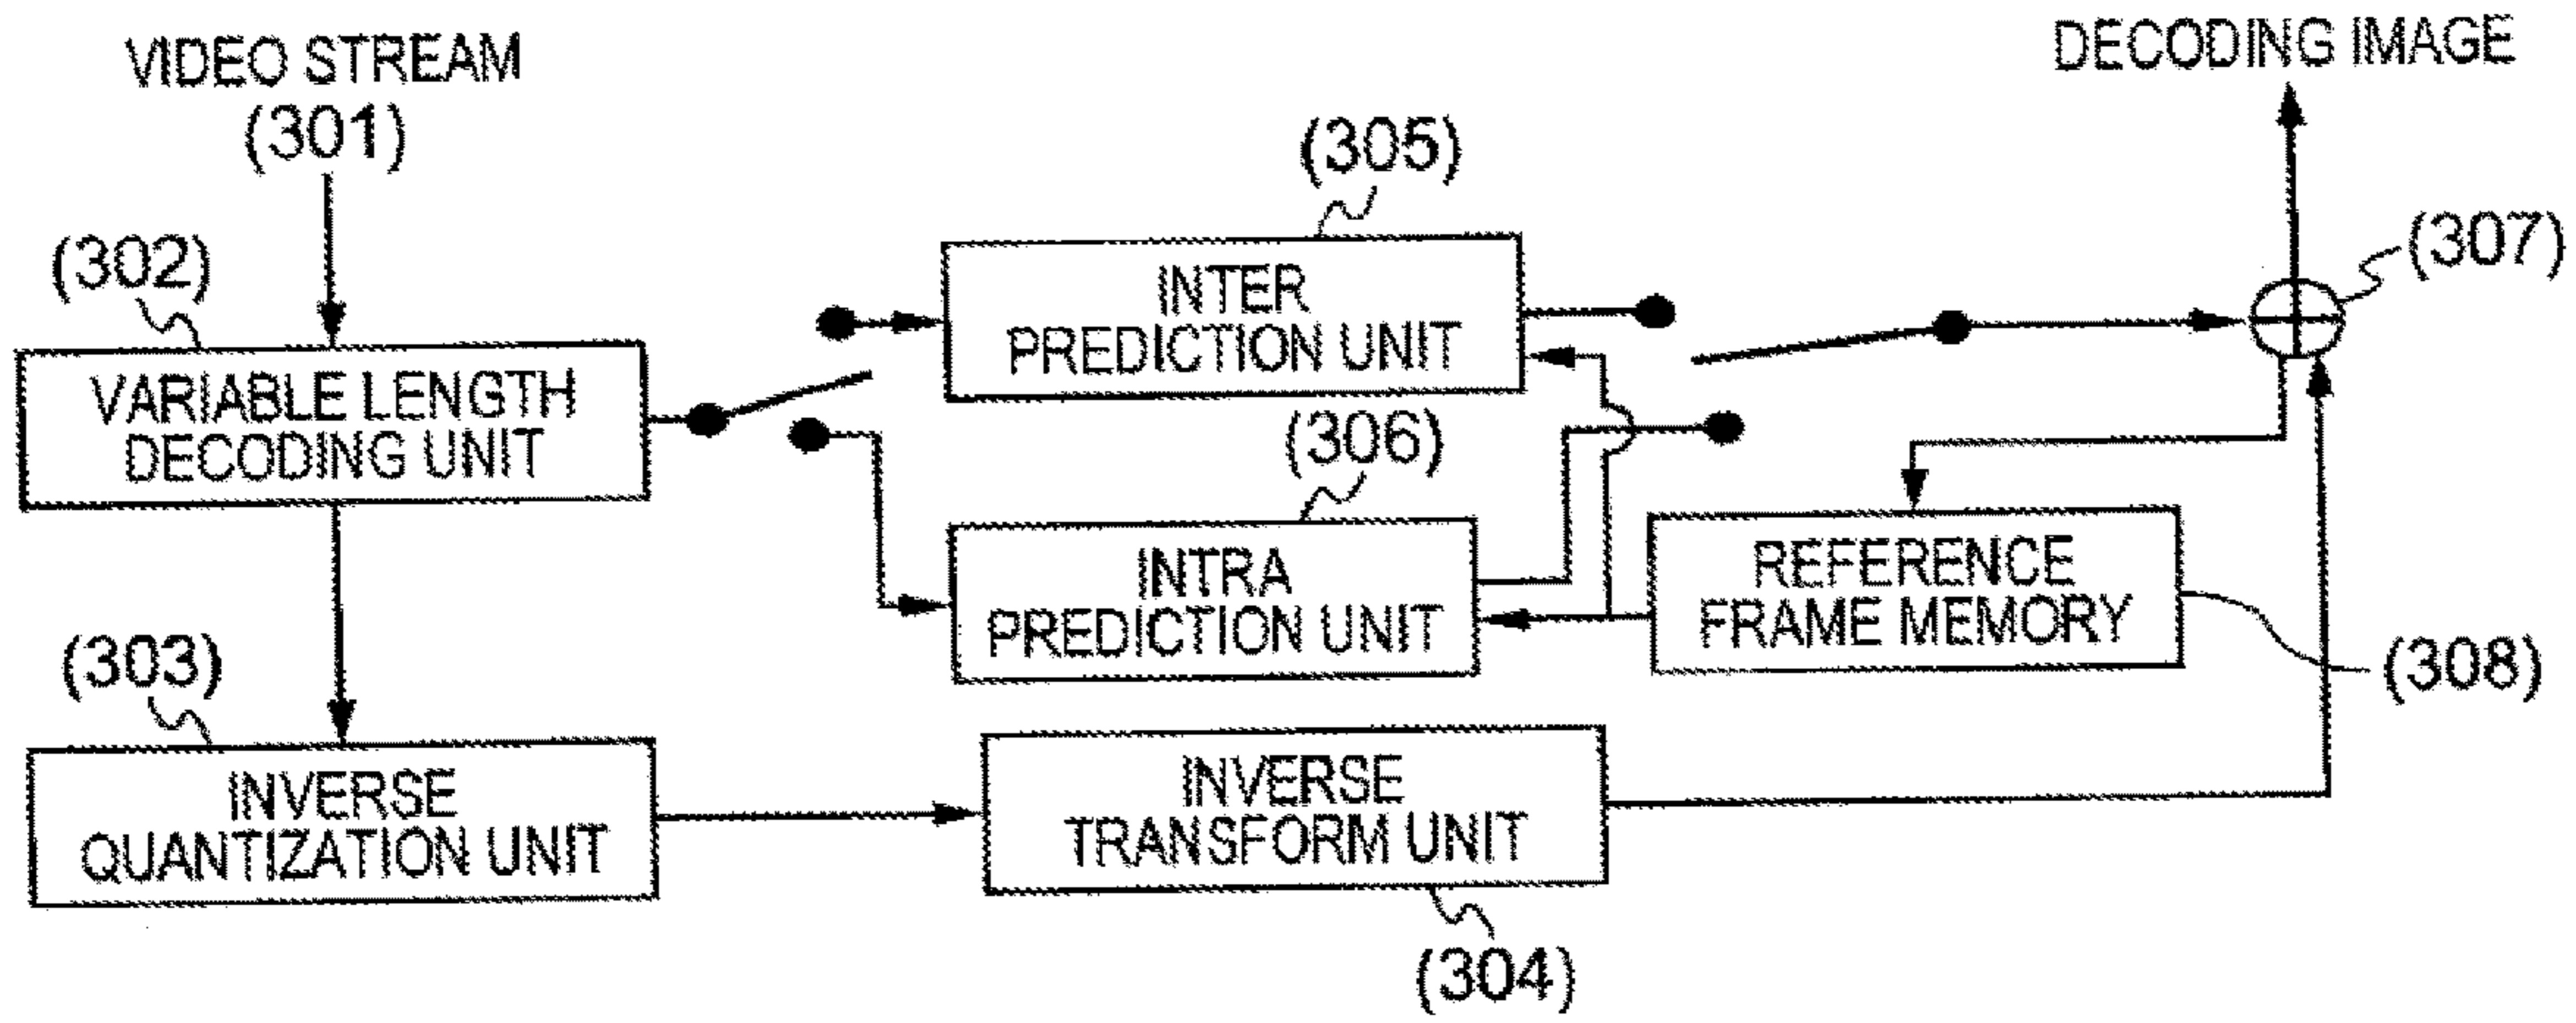 VIDEO STREAM
(301)
DECODING IMAGE
(305)
(307)
(302)
INTER
PREDICTION UNIT
VARIABLE LENGTH
DECODING UNIT
(306)
INTRA
PREDICTION UNIT
REFERENCE
FRAME MEMORY
(308)
(303)
INVERSE
QUANTIZATION UNIT
INVERSE
TRANSFORM UNIT
(304)